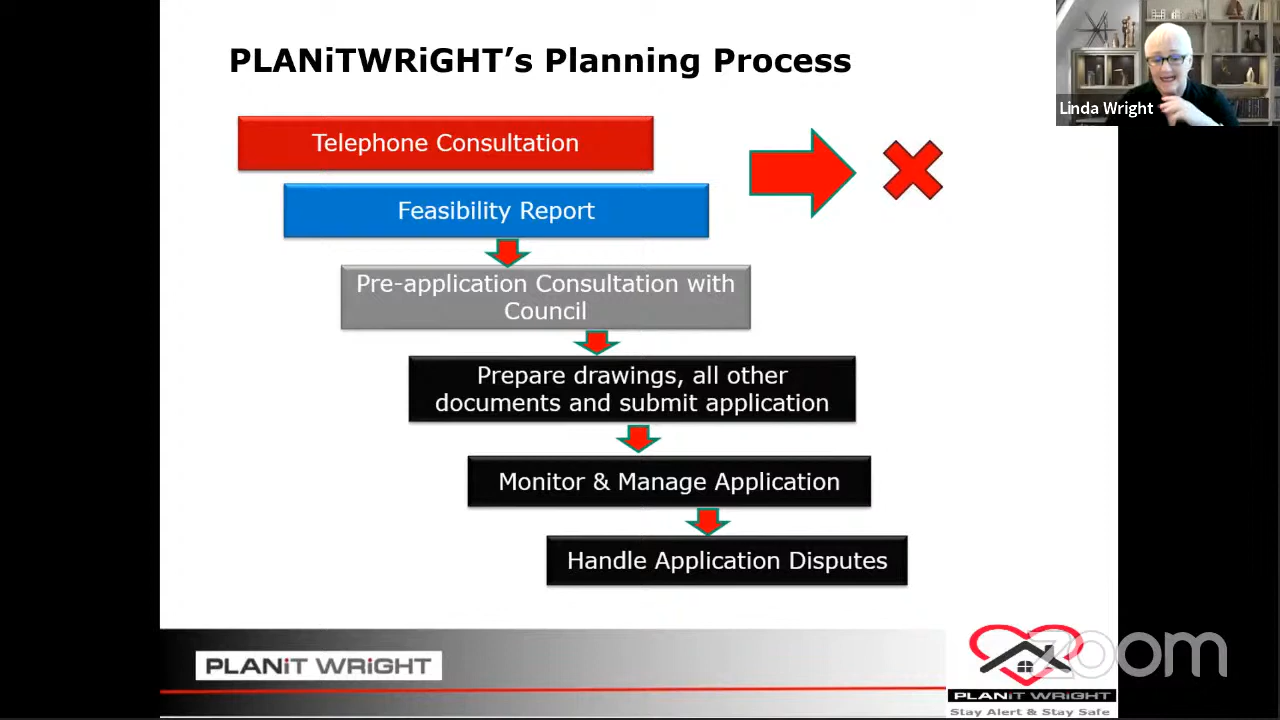 PLANiTWRiGHT’s Planning Process
Linda Wright
Telephone Consultation
Feasibility Report
Pre-application Consultation with
Council
Prepare drawings, all other
documents and submit application
Monitor & Manage Application
Handle Application Disputes
PLANiT WRiGHT
zoom
PLANiT WRiGHT
Stay Alert & Stay Safe